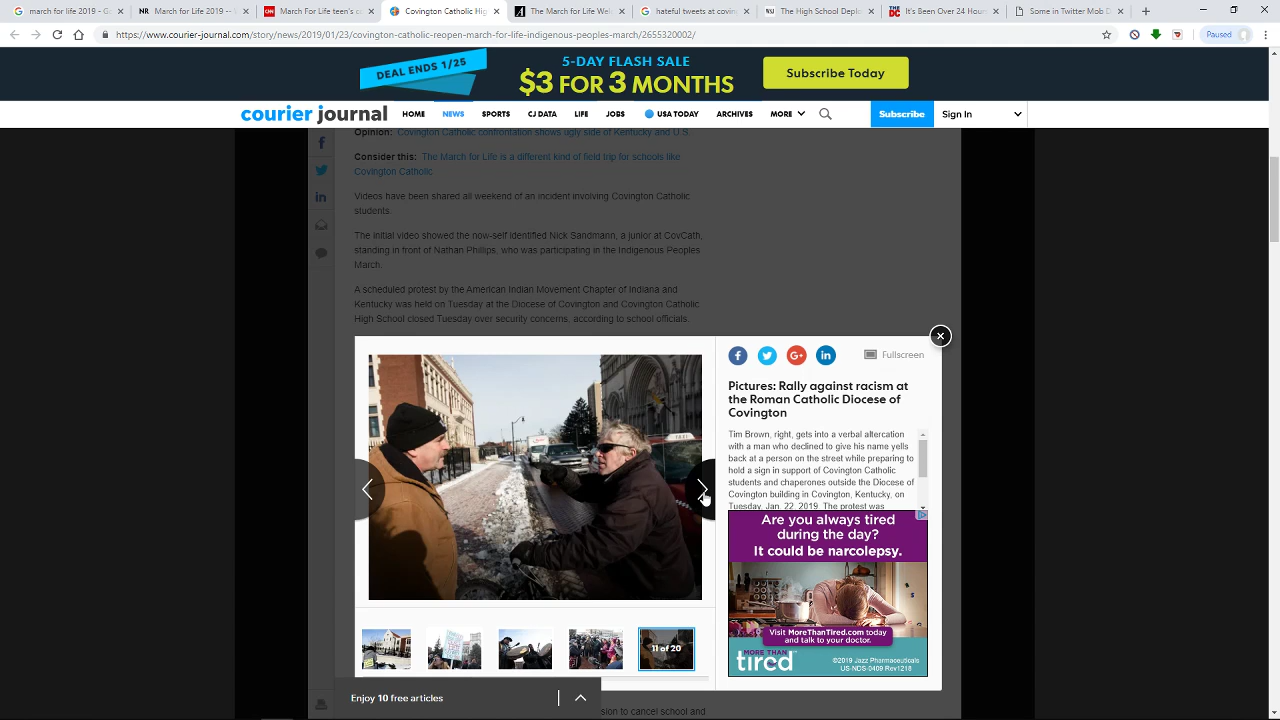 march for life 2019 - G
March for Life 2019 --
March for Life teen's e
Covington Catholic Hig
The March for Life Wel
hateful tweets at covin
The High School Deplo
It's Been Over 24 Hour
Some in Twitter Mob D
https://www.courier-journal.com/story/news/2019/01/23/covington-catholic-reopen-march-for-life-indigenous-peoples-march/2655320002/
Paused
DEAL ENDS 1/25
5-DAY FLASH SALE
$3 FOR 3 MONTHS
Subscribe Today
courier journal HOME NEWS SPORTS CJ DATA LIFE JOBS USA TODAY ARCHIVES MORE Subscribe Sign In
Opinion: Covington Catholic confrontation shows ugly side of Kentucky and U.S.
Consider this: The March for Life is a different kind of field trip for schools like
Covington Catholic
Videos have been shared all weekend of an incident involving Covington Catholic
students.
The initial video showed the now-self identified Nick Sandmann, a junior at CovCath,
standing in front of Nathan Phillips, who was participating in the Indigenous Peoples
March.
A scheduled protest by the American Indian Movement Chapter of Indiana and
Kentucky was held on Tuesday at the Diocese of Covington and Covington Catholic
High School closed Tuesday over security concerns, according to school officials.
Fullscreen
Pictures: Rally against racism at
the Roman Catholic Diocese of
Covington
Tim Brown, right, gets into a verbal altercation
with a man who declined to give his name yells
back at a person on the street while preparing to
hold a sign in support of Covington Catholic
students and chaperones outside the Diocese of
Covington building in Covington, Kentucky, on
Tuesday, Jan. 22, 2019. The protest was
Are you always tired
during the day?
It could be narcolepsy.
Visit MoreThanTired.com today
and talk to your doctor.
MORE THAN
tired
©2019 Jazz Pharmaceuticals
US-NDS-0409 Rev1218
11 of 20
Enjoy 10 free articles
sion to cancel school and